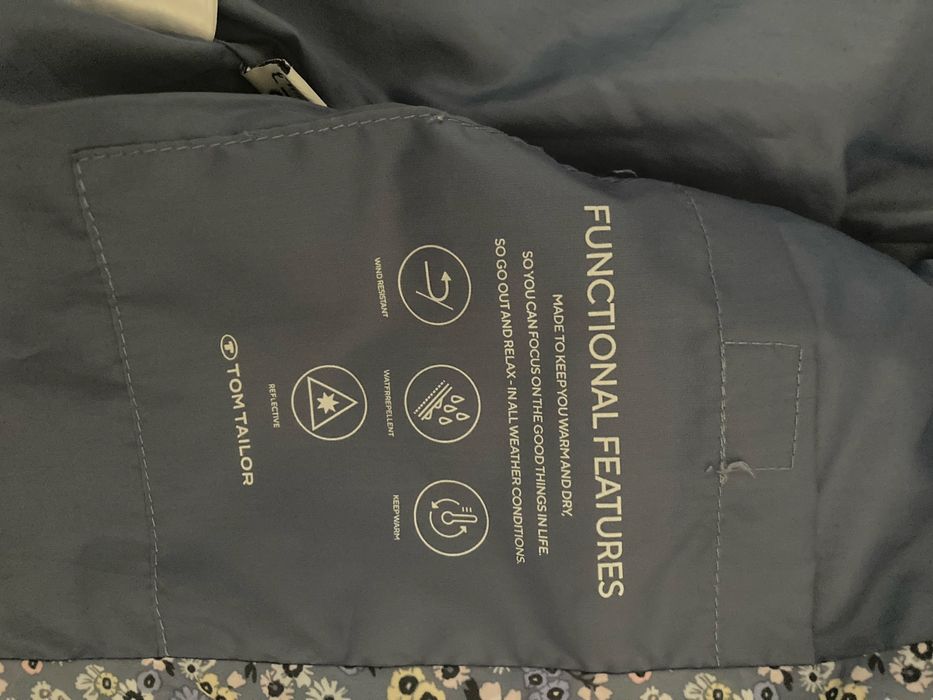 FUNCTIONAL FEATURES
MADE TO KEEP YOU WARM AND DRY,
SO YOU CAN FOCUS ON THE GOOD THINGS IN LIFE.
SO GO OUT AND RELAX - IN ALL WEATHER CONDITIONS.
WIND RESISTANT
WATERREPELLENT
KEEP WARM
REFLECTIVE
TOM TAILOR